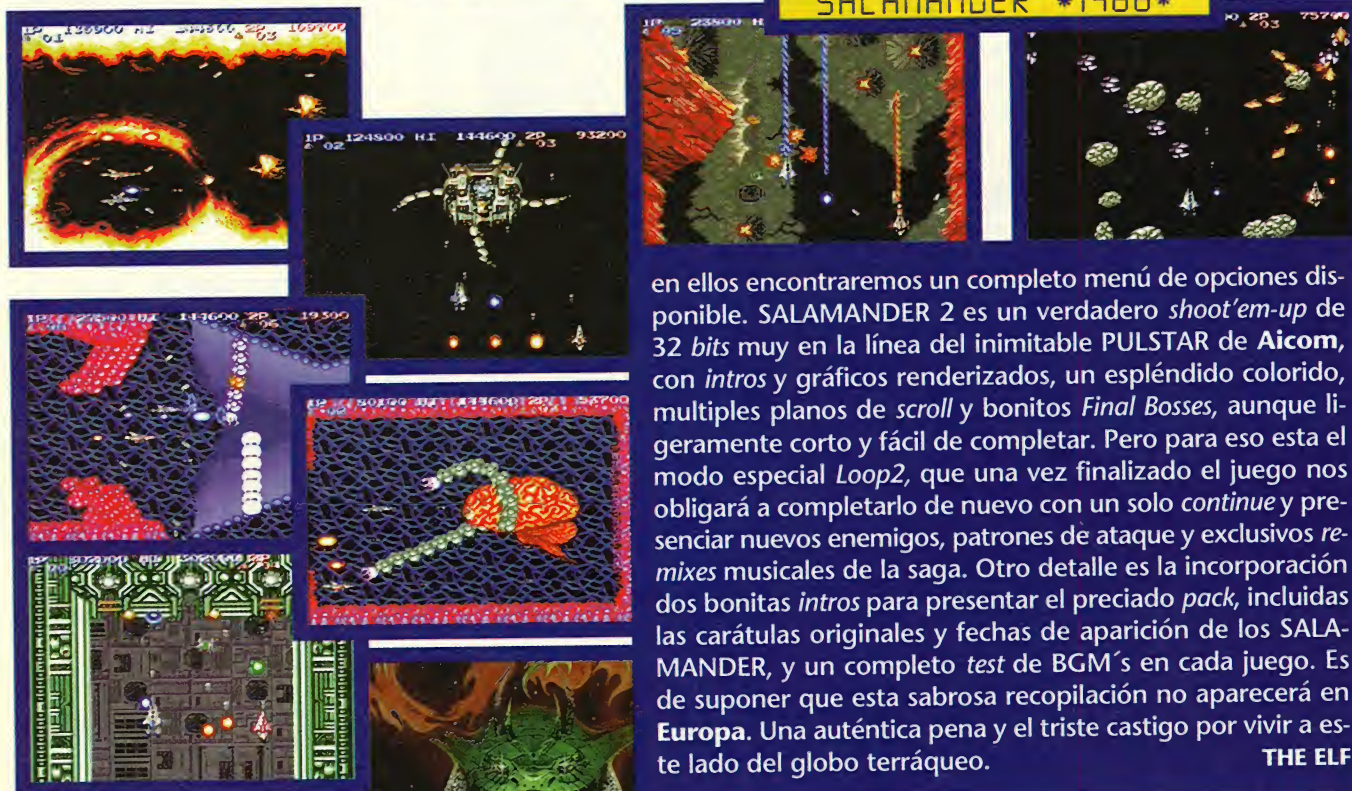 SALAMANDER *1986*
1P 124800 HI 144600 2P 93200
02 03
en ellos encontraremos un completo menú de opciones dis-
ponible. SALAMANDER 2 es un verdadero shoot'em-up de
32 bits muy en la línea del inimitable PULSTAR de Aicom,
con intros y gráficos renderizados, un espléndido colorido,
multiples planos de scroll y bonitos Final Bosses, aunque li-
geramente corto y fácil de completar. Pero para eso esta el
modo especial Loop2, que una vez finalizado el juego nos
obligará a completarlo de nuevo con un solo continue y pre-
senciar nuevos enemigos, patrones de ataque y exclusivos re-
mixes musicales de la saga. Otro detalle es la incorporación
dos bonitas intros para presentar el preciado pack, incluidas
las carátulas originales y fechas de aparición de los SALA-
MANDER, y un completo test de BGM´s en cada juego. Es
de suponer que esta sabrosa recopilación no aparecerá en
Europa. Una auténtica pena y el triste castigo por vivir a es-
te lado del globo terráqueo.
THE ELF